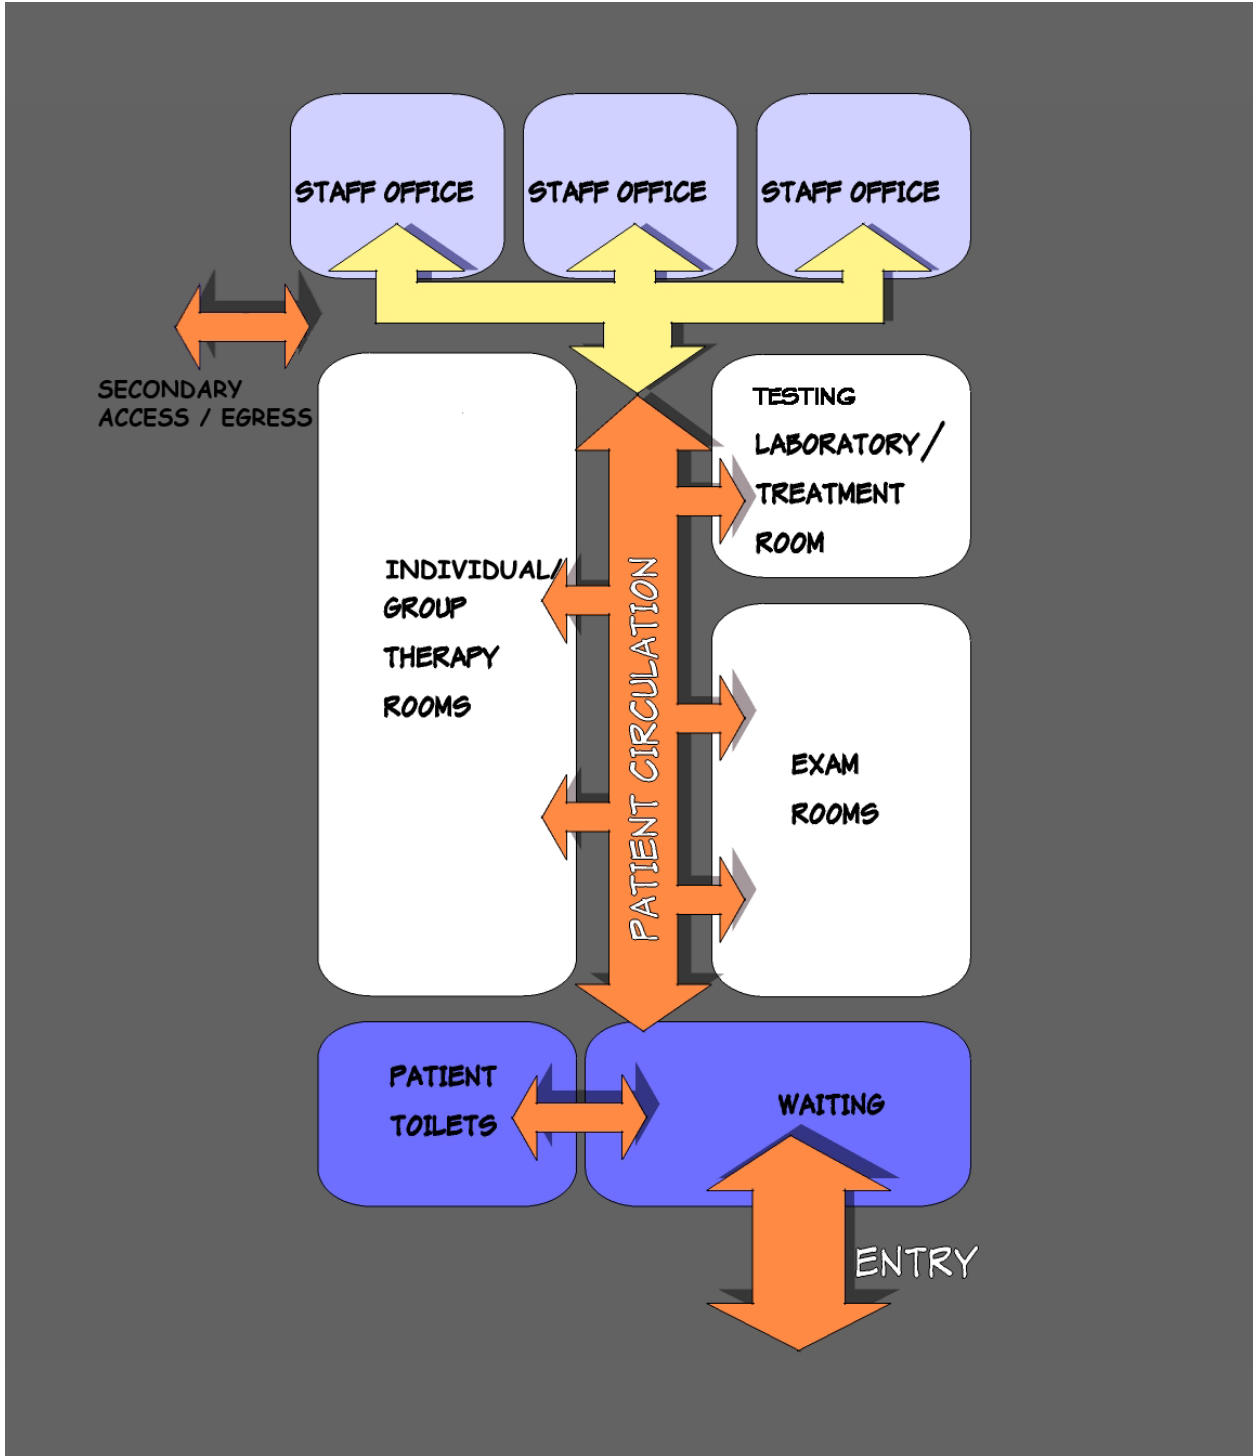 STAFF OFFICE
STAFF OFFICE
STAFF OFFICE
SECONDARY
ACCESS / EGRESS
TESTING
LABORATORY/
TREATMENT
ROOM
INDIVIDUAL/
GROUP
THERAPY
ROOMS
PATIENT CIRCULATION
EXAM
ROOMS
PATIENT
TOILETS
WAITING
ENTRY